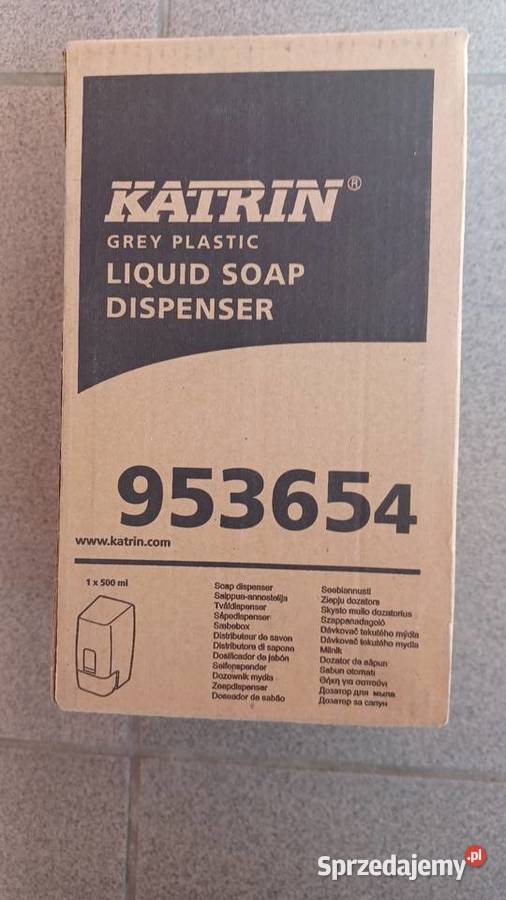 KATRIN®
GREY PLASTIC
LIQUID SOAP
DISPENSER
953654
www.katrin.com
1 x 500 ml
Soap dispenser
Saippua-annostelija
Tvåldispenser
Såpedispenser
Sæbebox
Distributeur de savon
Distributore di sapone
Dosificador de jabón
Seifenspender
Dozownik mydła
Zeepdispenser
Doseador de sabão
Seebiannusti
Ziepju dozators
Skysto muilo dozatorius
Szappanadagoló
Dávkovač tekutého mýdla
Dávkovač tekutého mydla
Milnik
Dozator de săpun
Sabun otomatı
Θήκη για σαπούνι
Дозатор для мыла
Дозатор за сапун
Sprzedajemy.pl